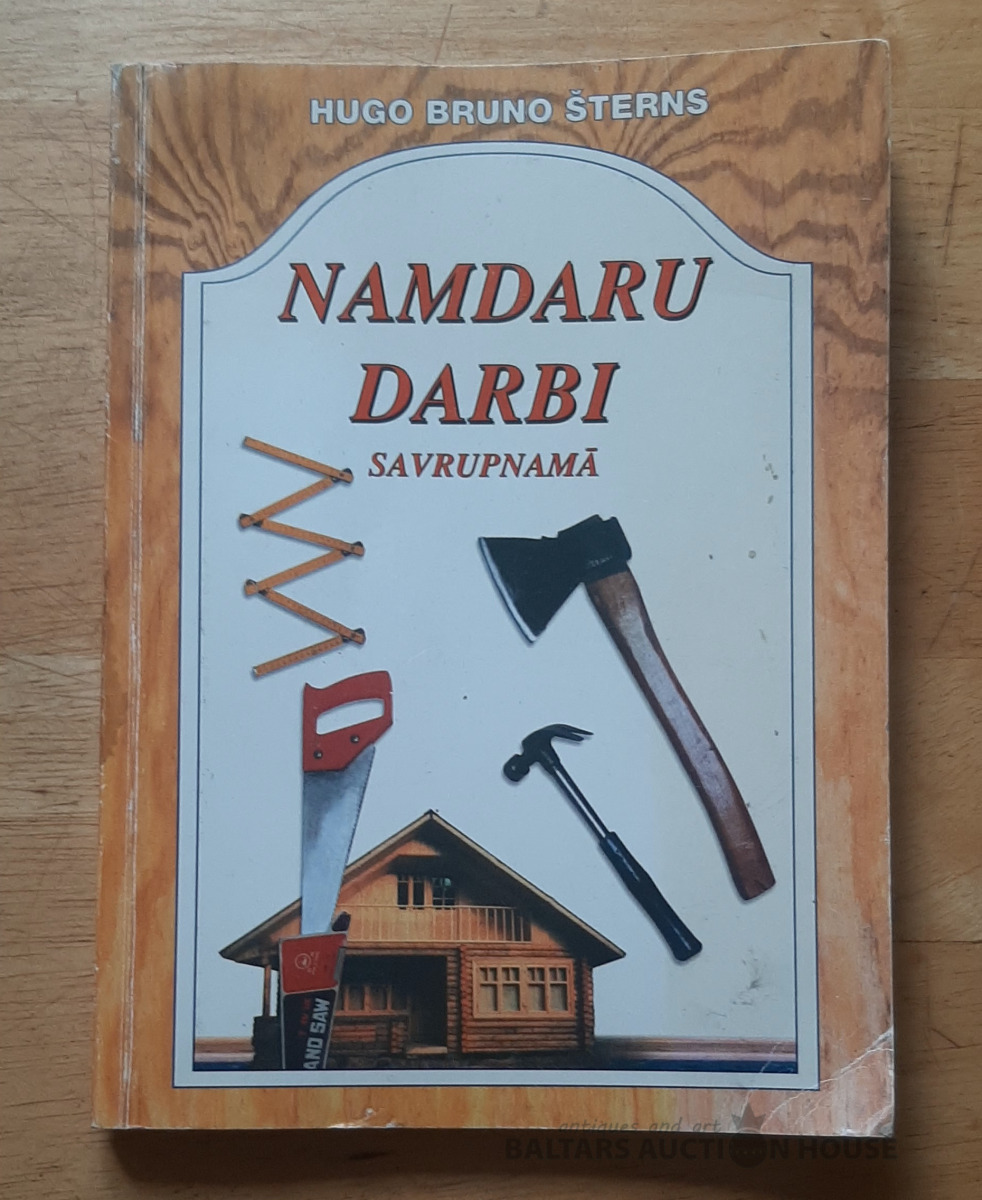 HUGO BRUNO ŠTERNS
NAMDARU
DARBI
SAVRUPNAMĀ
AND SAW
antiques and art
BALTARS AUCTION HOUSE